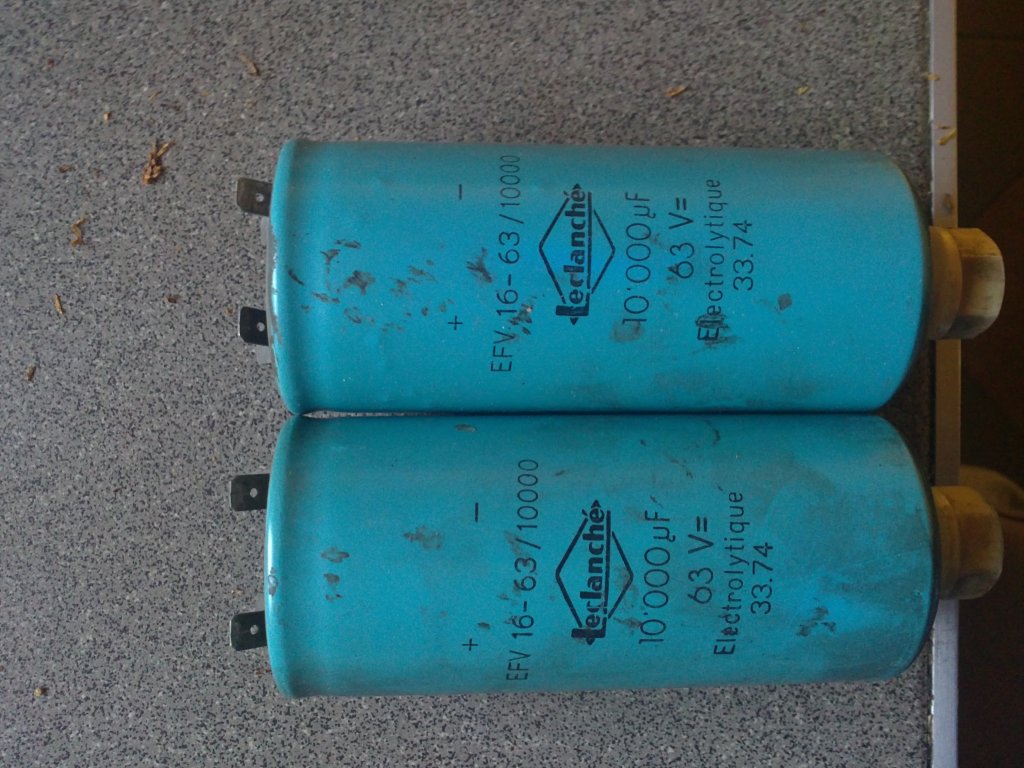 + −
EFV 16-63/10000
Leclanché
10'000µF
63 V=
Electrolytique
33.74
+ −
EFV 16-63/10000
Leclanché
10'000µF
63 V=
Electrolytique
33.74